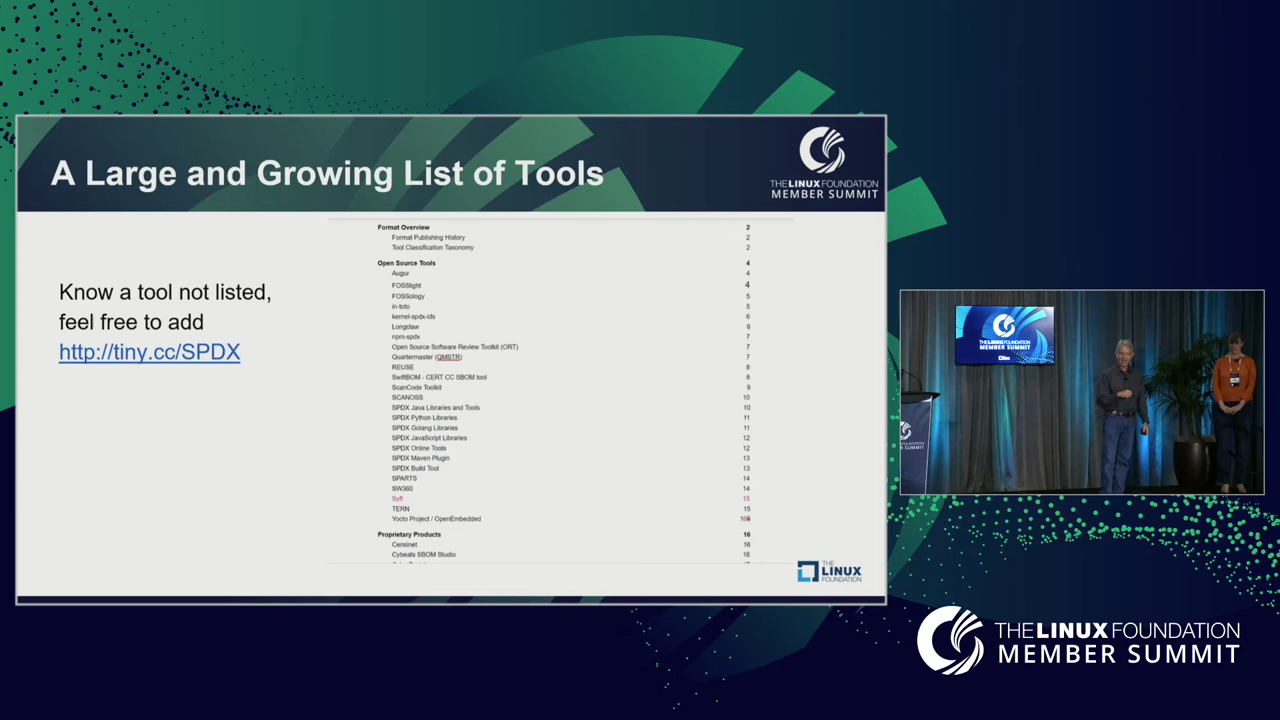 A Large and Growing List of Tools
THE LINUX FOUNDATION
MEMBER SUMMIT
Know a tool not listed,
feel free to add
http://tiny.cc/SPDX
Format Overview 2
Format Publishing History 2
Tool Classification Taxonomy 2
Open Source Tools 4
Augur 4
FOSSlight 4
FOSSology 5
in-toto 5
kernel-spdx-ids 6
Longclaw 6
npm-spdx 7
Open Source Software Review Toolkit (ORT) 7
Quartermaster (QMSTR) 7
REUSE 8
SwiftBOM - CERT CC SBOM tool 8
ScanCode Toolkit 9
SCANOSS 10
SPDX Java Libraries and Tools 10
SPDX Python Libraries 11
SPDX Golang Libraries 11
SPDX JavaScript Libraries 12
SPDX Online Tools 12
SPDX Maven Plugin 13
SPDX Build Tool 13
SPARTS 14
SW360 14
Syft 15
TERN 15
Yocto Project / OpenEmbedded
Proprietary Products 16
Censinet 16
Cybeats SBOM Studio 16
THE
LINUX
FOUNDATION
THE LINUX FOUNDATION
MEMBER SUMMIT
THE LINUX FOUNDATION
MEMBER SUMMIT